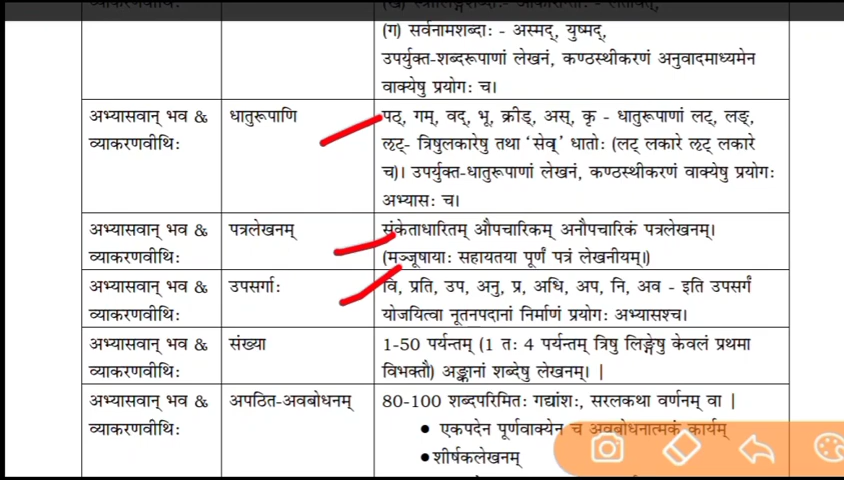 (ख) स्त्रीलिङ्गशब्दाः - आकारान्ताः - लतावत्,
(ग) सर्वनामशब्दाः - अस्मद्, युष्मद्,
उपर्युक्त-शब्दरूपाणां लेखनं, कण्ठस्थीकरणं अनुवादमाध्यमेन
वाक्येषु प्रयोगः च।
अभ्यासवान् भव & धातुरूपाणि पठ्, गम्, वद्, भू, क्रीड्, अस्, कृ - धातुरूपाणां लट्, लङ्,
व्याकरणवीथिः ऌट्- त्रिषुलकारेषु तथा ‘सेव्’ धातोः (लट् लकारे ऌट् लकारे
च)। उपर्युक्त-धातुरूपाणां लेखनं, कण्ठस्थीकरणं वाक्येषु प्रयोगः
अभ्यासः च।
अभ्यासवान् भव & पत्रलेखनम् संकेताधारितम् औपचारिकम् अनौपचारिकं पत्रलेखनम्।
व्याकरणवीथिः (मञ्जूषायाः सहायतया पूर्णं पत्रं लेखनीयम्।)
अभ्यासवान् भव & उपसर्गाः वि, प्रति, उप, अनु, प्र, अधि, अप, नि, अव - इति उपसर्गं
व्याकरणवीथिः योजयित्वा नूतनपदानां निर्माणं प्रयोगः अभ्यासश्च।
अभ्यासवान् भव & संख्या 1-50 पर्यन्तम् (1 तः 4 पर्यन्तम् त्रिषु लिङ्गेषु केवलं प्रथमा
व्याकरणवीथिः विभक्तौ) अङ्कानां शब्देषु लेखनम्। |
अभ्यासवान् भव & अपठित-अवबोधनम् 80-100 शब्दपरिमितः गद्यांशः, सरलकथा वर्णनम् वा |
व्याकरणवीथिः • एकपदेन पूर्णवाक्येन च अवबोधनात्मकं कार्यम्
• शीर्षकलेखनम्